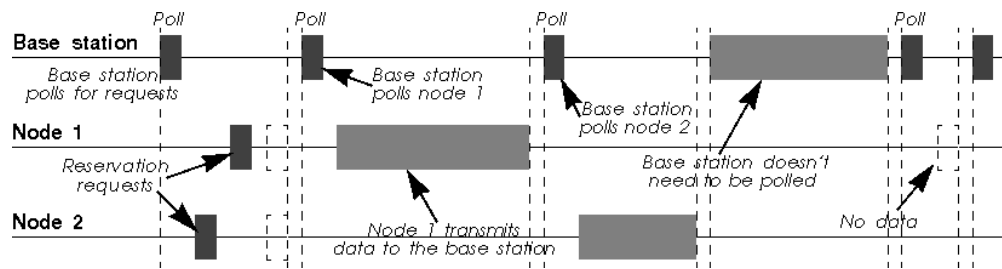 Poll
Poll
Poll
Poll
Base station
Base station
polls for requests
Base station
polls node 1
Base station
polls node 2
Node 1
Reservation
requests
Base station doesn't
need to be polled
Node 2
Node 1 transmits
data to the base station
No data